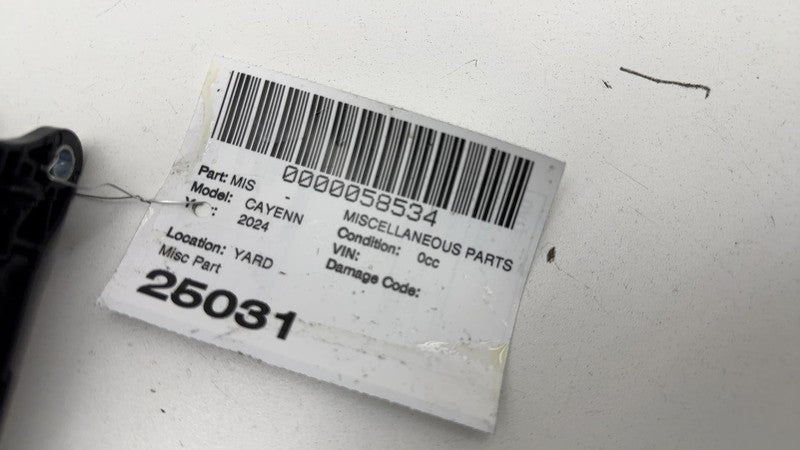 0000058534
Part: MIS
MISCELLANEOUS PARTS
Model: CAYENN
Condition: 0cc
2024
VIN:
Location: YARD
Damage Code:
Misc Part
25031